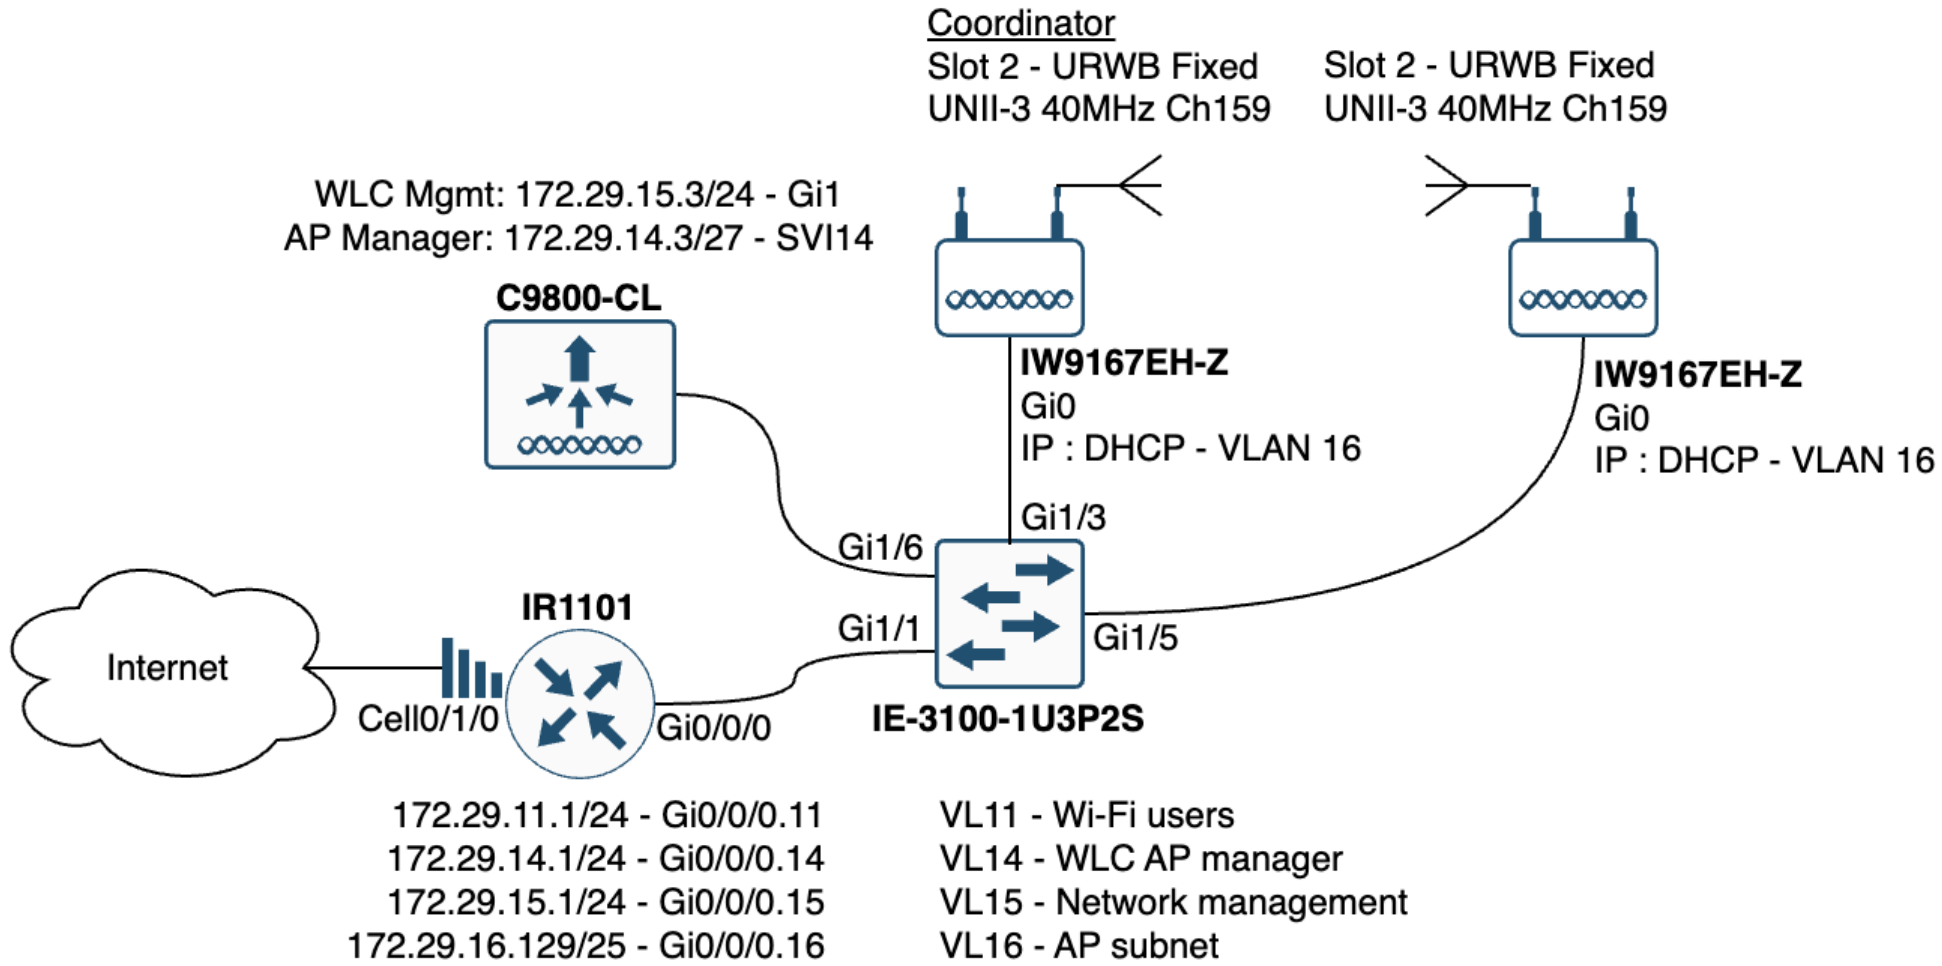 Coordinator
Slot 2 - URWB Fixed
UNII-3 40MHz Ch159
Slot 2 - URWB Fixed
UNII-3 40MHz Ch159
WLC Mgmt: 172.29.15.3/24 - Gi1
AP Manager: 172.29.14.3/27 - SVI14
C9800-CL
IW9167EH-Z
Gi0
IP : DHCP - VLAN 16
IW9167EH-Z
Gi0
IP : DHCP - VLAN 16
Gi1/3
Gi1/6
Gi1/1
Gi1/5
IR1101
Internet
Cell0/1/0
Gi0/0/0
IE-3100-1U3P2S
172.29.11.1/24 - Gi0/0/0.11
172.29.14.1/24 - Gi0/0/0.14
172.29.15.1/24 - Gi0/0/0.15
172.29.16.129/25 - Gi0/0/0.16
VL11 - Wi-Fi users
VL14 - WLC AP manager
VL15 - Network management
VL16 - AP subnet